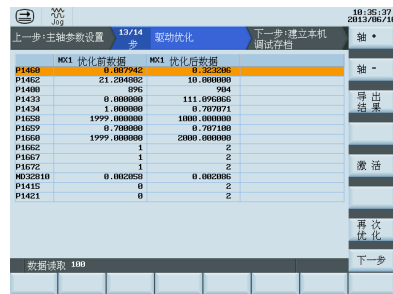 Jog
10:35:37
2013/06/10
上一步:主轴参数设置 13/14步 驱动优化 下一步:建立本机调试存档
轴 +
MX1 优化前数据 MX1 优化后数据
P1460 0.007942 0.323206
P1462 21.204802 10.000000
P1400 896 904
P1433 0.000000 111.096066
P1434 1.000000 0.707071
P1658 1999.000000 1000.000000
P1659 0.700000 0.707100
P1660 1999.000000 2000.000000
P1662 1 2
P1667 1 2
P1672 1 2
MD32810 0.002058 0.002086
P1415 0 2
P1421 0 2
轴 -
导出结果
激活
再次优化
下一步
数据读取 100